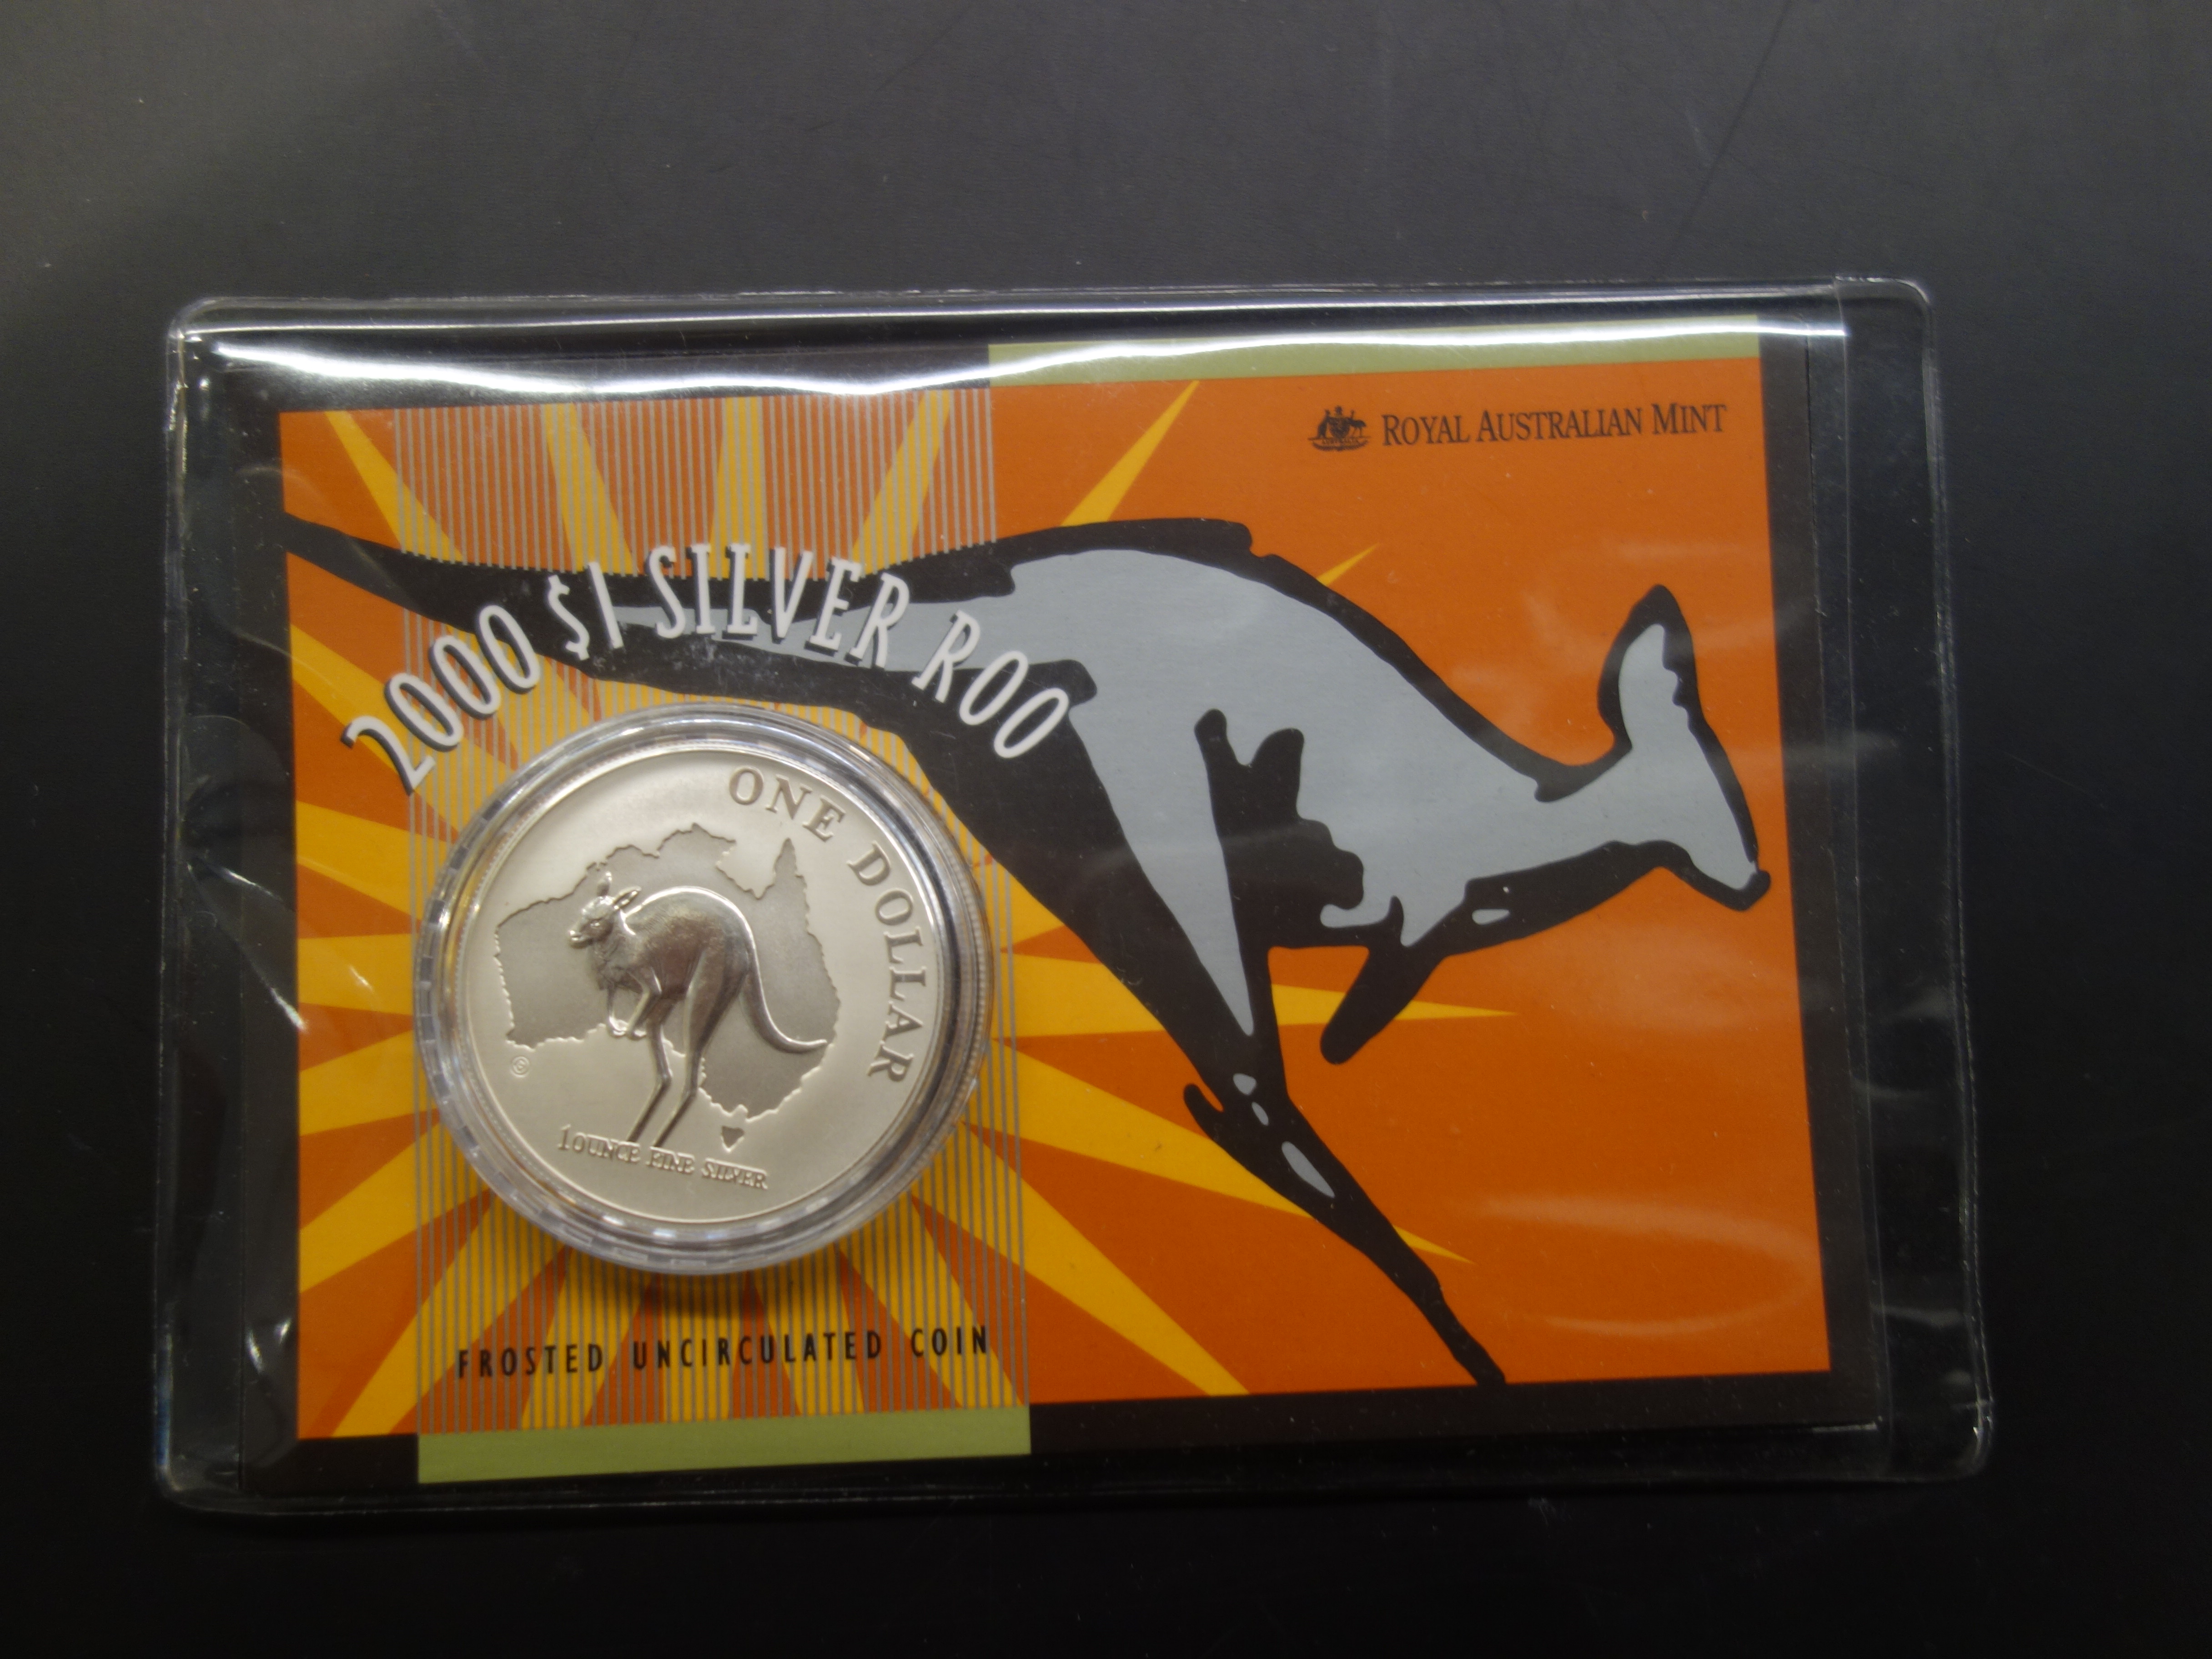 ROYAL AUSTRALIAN MINT
2000 $1 SILVER ROO
ONE DOLLAR
1 OUNCE FINE SILVER
FROSTED UNCIRCULATED COIN